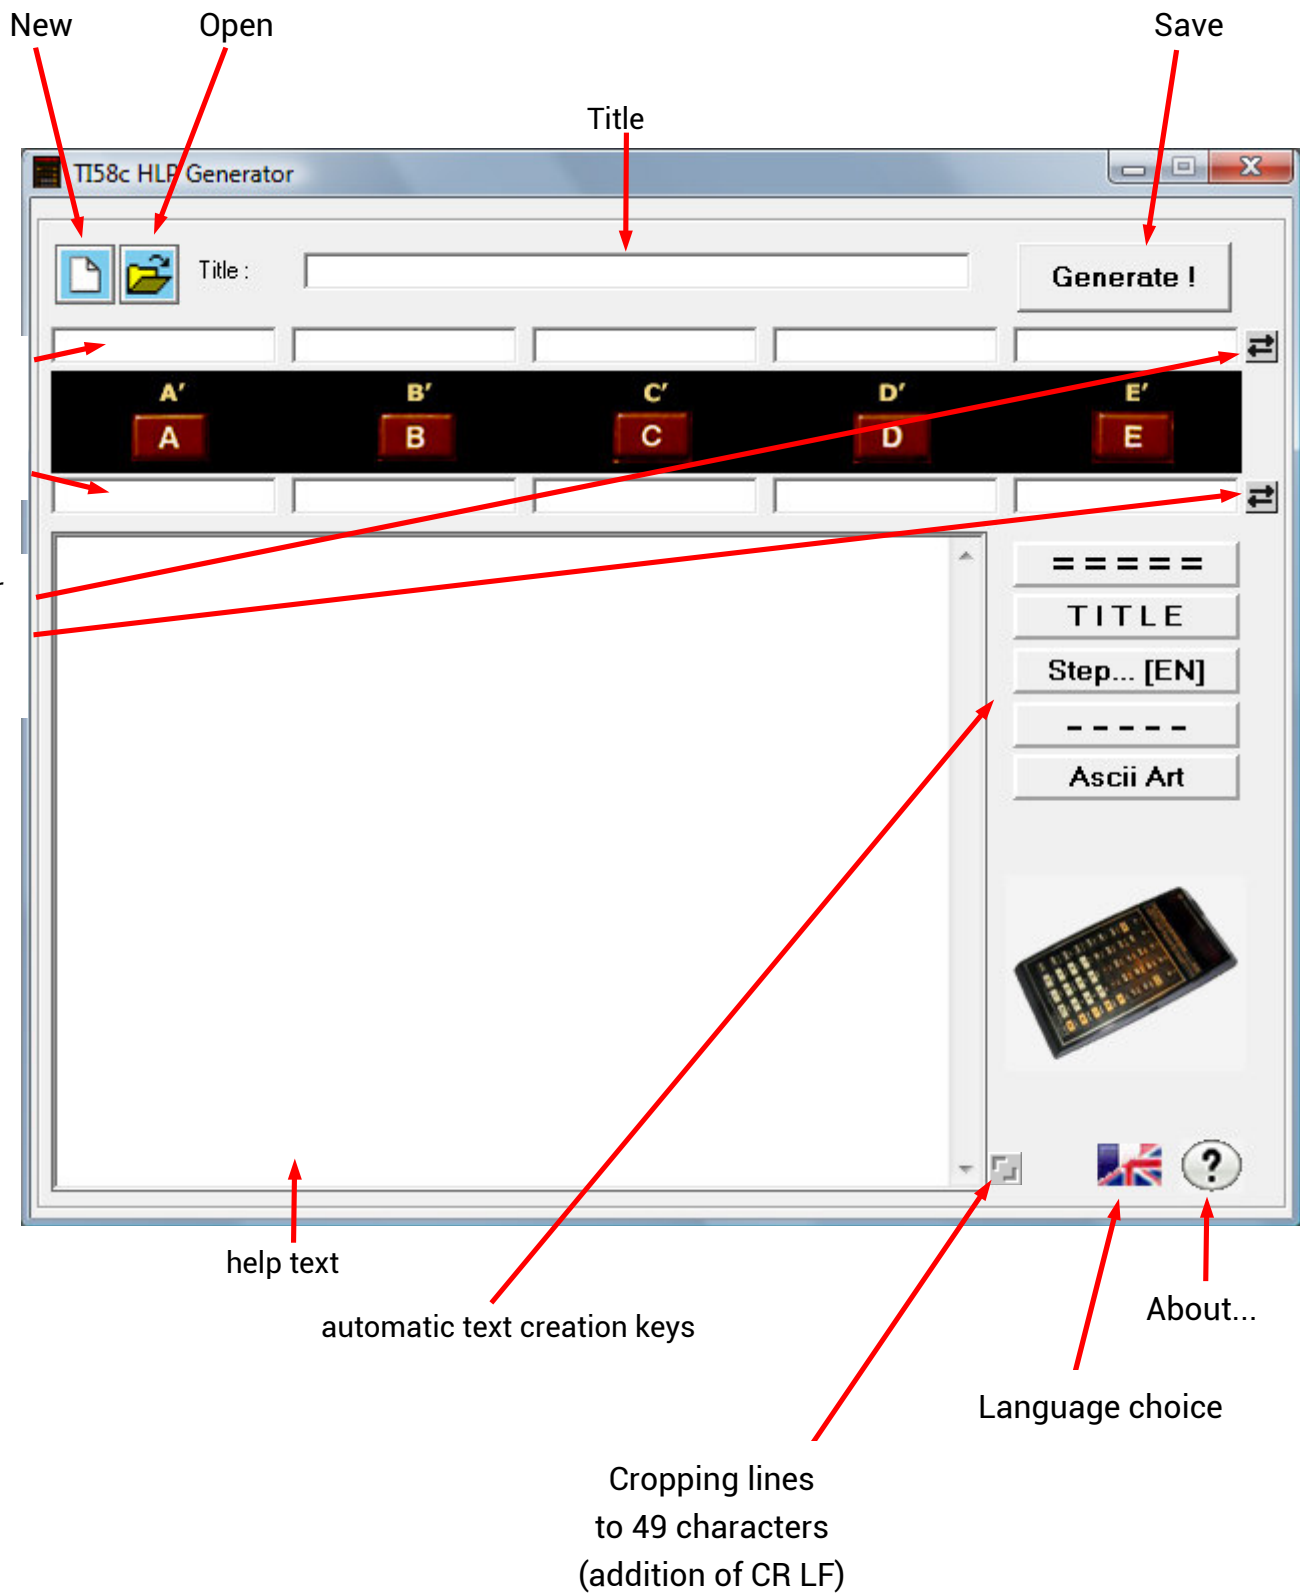 New
Open
Save
Title
TI58c HLP Generator
Title :
Generate !
A′
B′
C′
D′
E′
A
B
C
D
E
= = = = =
T I T L E
Step... [EN]
- - - - -
Ascii Art
?
help text
automatic text creation keys
About...
Language choice
Cropping lines
to 49 characters
(addition of CR LF)